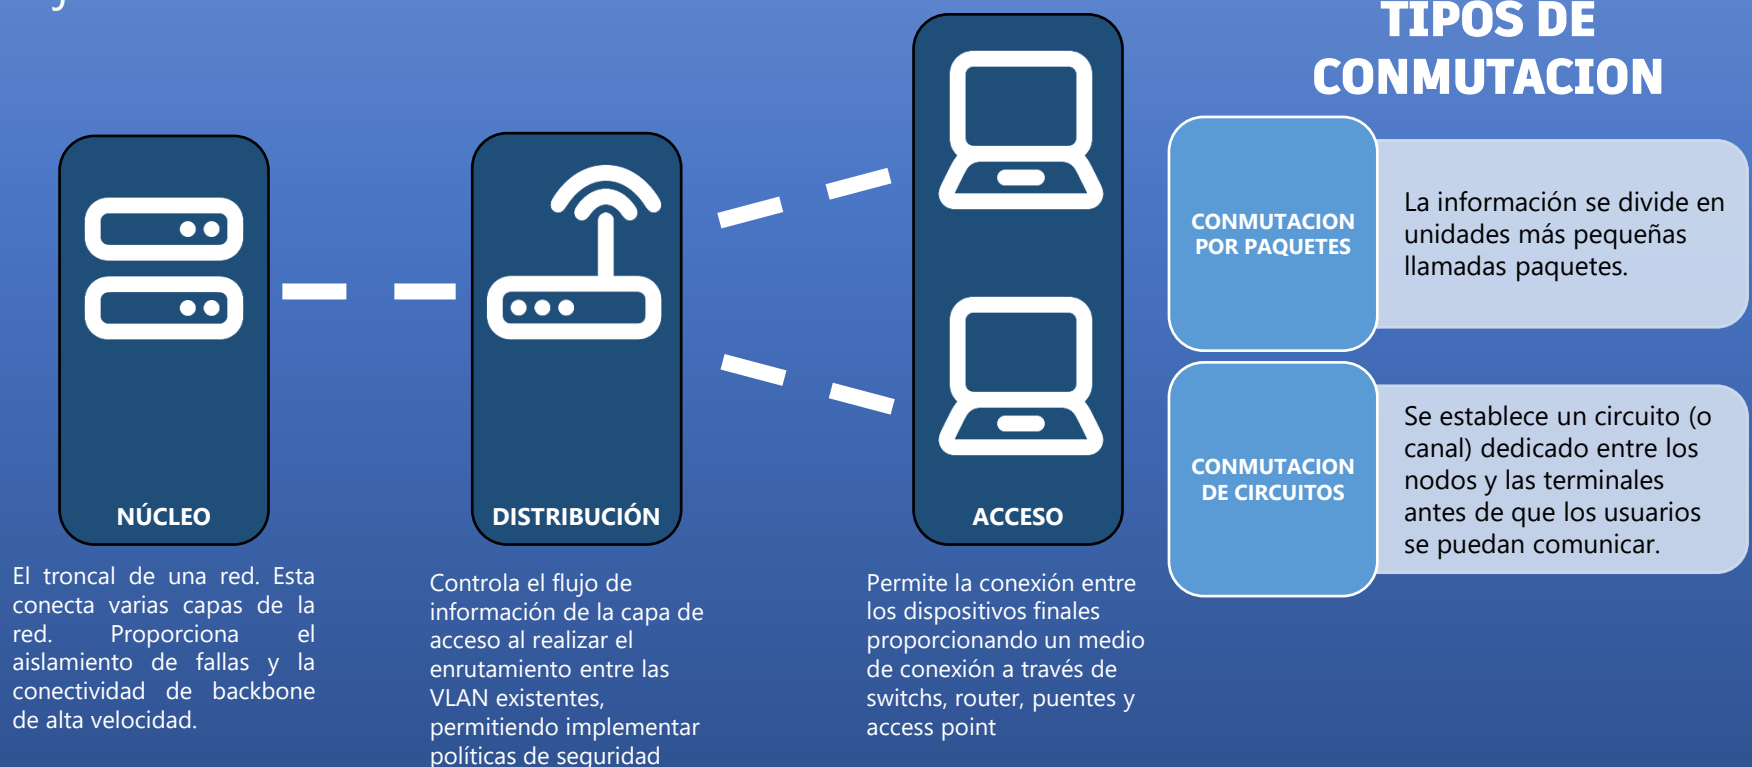 TIPOS DE
CONMUTACION
NÚCLEO
El troncal de una red. Esta
conecta varias capas de la
red. Proporciona el
aislamiento de fallas y la
conectividad de backbone
de alta velocidad.
DISTRIBUCIÓN
Controla el flujo de
información de la capa de
acceso al realizar el
enrutamiento entre las
VLAN existentes,
permitiendo implementar
políticas de seguridad
ACCESO
Permite la conexión entre
los dispositivos finales
proporcionando un medio
de conexión a través de
switchs, router, puentes y
access point
CONMUTACION
POR PAQUETES
La información se divide en
unidades más pequeñas
llamadas paquetes.
CONMUTACION
DE CIRCUITOS
Se establece un circuito (o
canal) dedicado entre los
nodos y las terminales
antes de que los usuarios
se puedan comunicar.